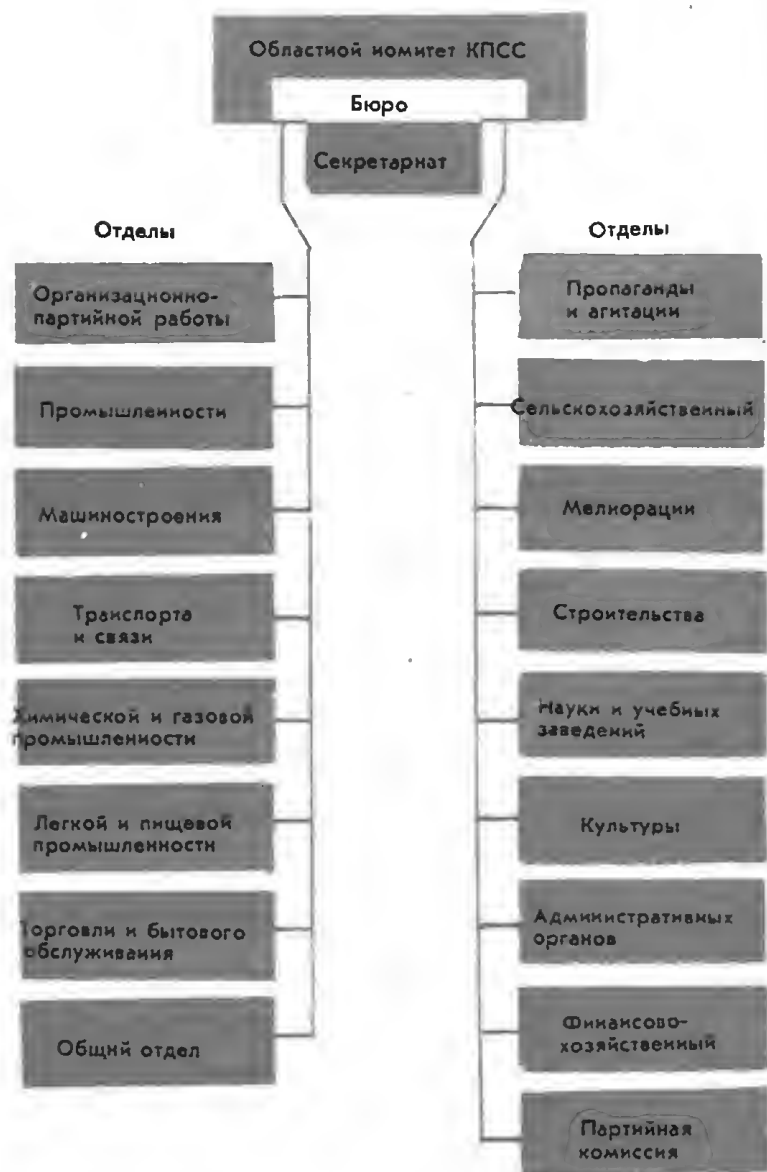 Областной комитет КПСС
Бюро
Секретариат
Отделы
Организационно-
партийной работы
Промышленности
Машиностроения
Транспорта
и связи
Химической и газовой
промышленности
Легкой и пищевой
промышленности
Торговли и бытового
обслуживания
Общий отдел
Отделы
Пропаганды
и агитации
Сельскохозяйственный
Мелиорации
Строительства
Науки и учебных
заведений
Культуры
Административных
органов
Финансово-
хозяйственный
Партийная
комиссия